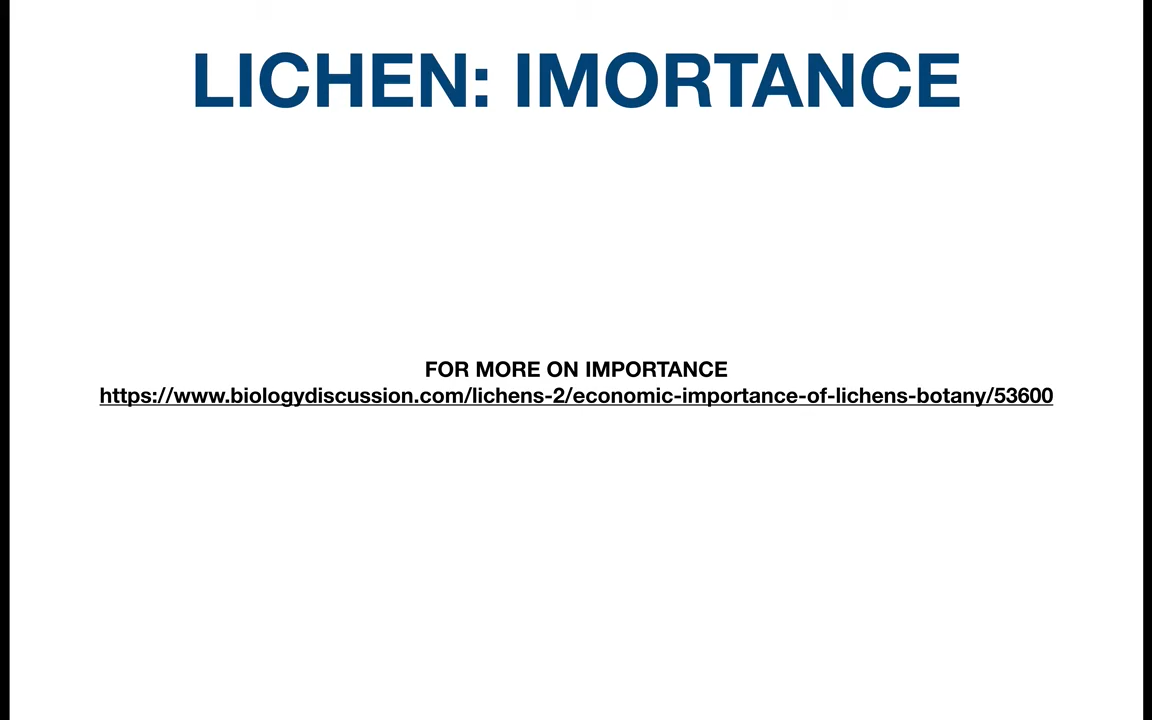 LICHEN: IMORTANCE
FOR MORE ON IMPORTANCE
https://www.biologydiscussion.com/lichens-2/economic-importance-of-lichens-botany/53600